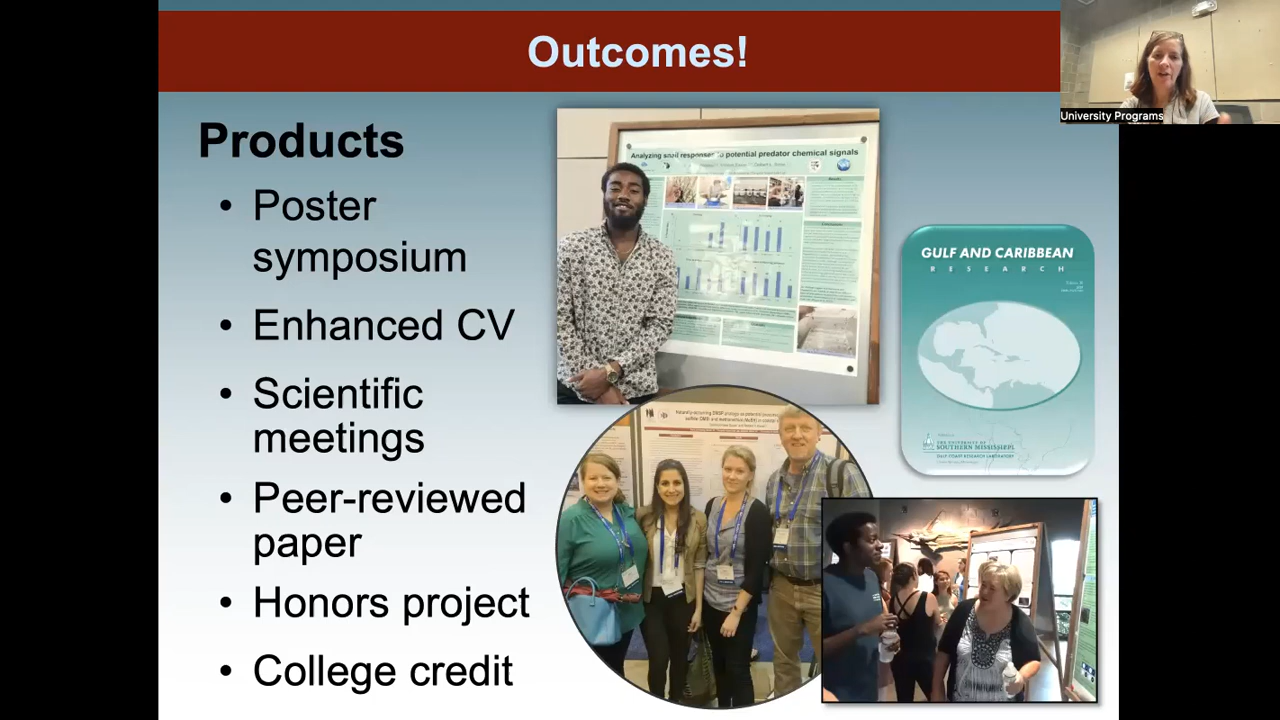 Outcomes!
University Programs
Products
• Poster
symposium
• Enhanced CV
• Scientific
meetings
• Peer-reviewed
paper
• Honors project
• College credit
Analyzing snail responses to potential predator chemical signals
GULF AND CARIBBEAN
RESEARCH
THE UNIVERSITY OF
SOUTHERN MISSISSIPPI
GULF COAST RESEARCH LABORATORY